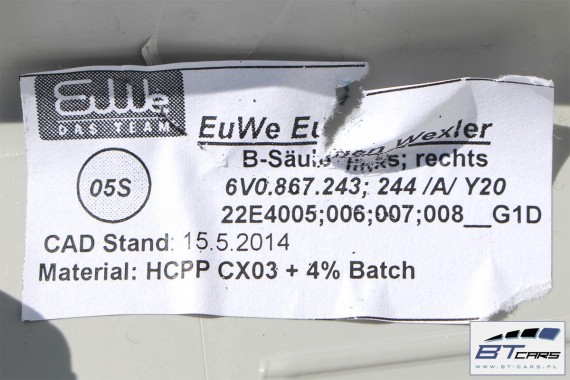 EuWe
DAS TEAM
EuWe Eu Wexler
05S
B-Säule links; rechts
6V0.867.243; 244 /A/ Y20
22E4005;006;007;008__G1D
CAD Stand: 15.5.2014
Material: HCPP CX03 + 4% Batch
BTCARS
WWW.BT-CARS.PL